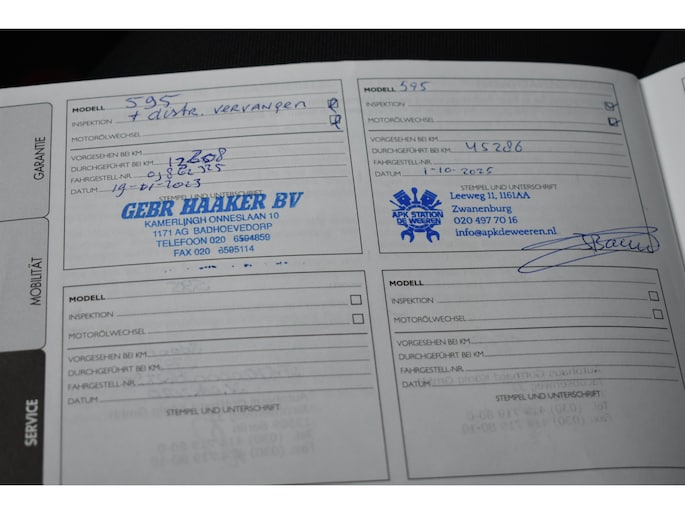 GARANTIE
MOBILITÄT
SERVICE
MODELL 595
INSPEKTION + distr. vervangen
MOTORÖLWECHSEL
VORGESEHEN BEI KM
DURCHGEFÜHRT BEI KM
FAHRGESTELL-NR.
DATUM 19-01-2023
STEMPEL UND UNTERSCHRIFT
GEBR HAAKER BV
KAMERLINGH ONNESLAAN 10
1171 AG BADHOEVEDORP
TELEFOON 020 6594859
FAX 020 6595114
MODELL 595
INSPEKTION
MOTORÖLWECHSEL
VORGESEHEN BEI KM
DURCHGEFÜHRT BEI KM 45286
FAHRGESTELL-NR.
DATUM 1-10-2025
STEMPEL UND UNTERSCHRIFT
APK STATION
DE WEEREN
Leeweg 11, 1161AA
Zwanenburg
020 497 70 16
info@apkdeweeren.nl
MODELL
INSPEKTION
MOTORÖLWECHSEL
VORGESEHEN BEI KM
DURCHGEFÜHRT BEI KM
FAHRGESTELL-NR.
DATUM
STEMPEL UND UNTERSCHRIFT
MODELL
INSPEKTION
MOTORÖLWECHSEL
VORGESEHEN BEI KM
DURCHGEFÜHRT BEI KM
FAHRGESTELL-NR.
DATUM
STEMPEL UND UNTERSCHRIFT